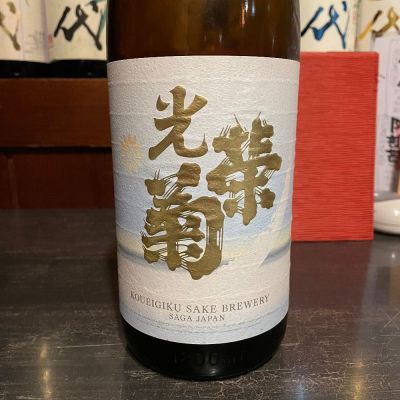 光栄菊
KOUEIGIKU SAKE BREWERY
SAGA JAPAN